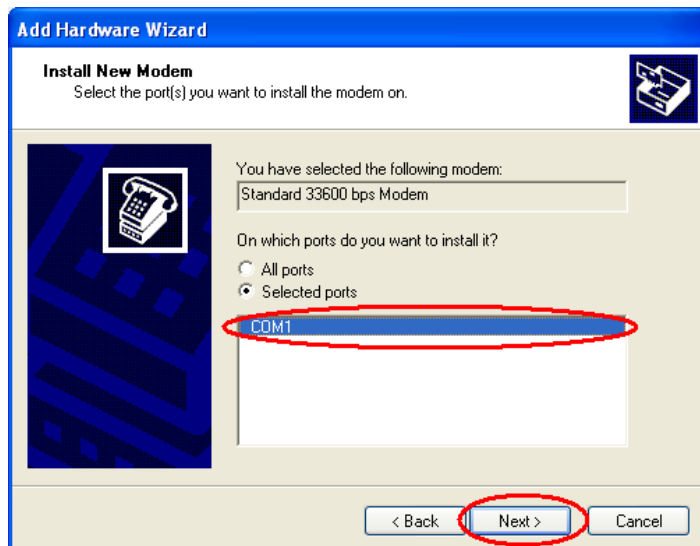 Add Hardware Wizard
Install New Modem
Select the port(s) you want to install the modem on.
You have selected the following modem:
Standard 33600 bps Modem
On which ports do you want to install it?
All ports
Selected ports
COM1
< Back
Next >
Cancel